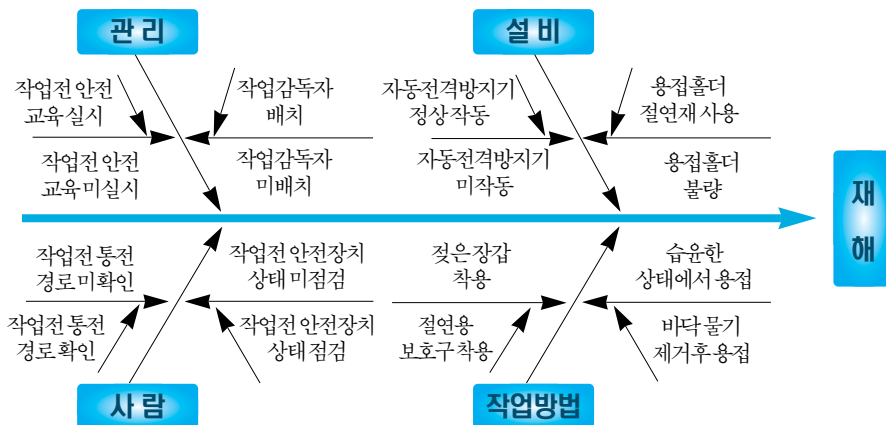 관 리
설 비
작업전 안전
교육 실시
작업감독자
배치
자동전격방지기
정상 작동
용접홀더
절연재 사용
작업전 안전
교육 미실시
작업감독자
미배치
자동전격방지기
미작동
용접홀더
불량
재
해
작업전 통전
경로 미확인
작업전 안전장치
상태 미점검
젖은 장갑
착용
습윤한
상태에서 용접
작업전 통전
경로 확인
작업전 안전장치
상태 점검
절연용
보호구 착용
바닥 물기
제거후 용접
사 람
작업방법